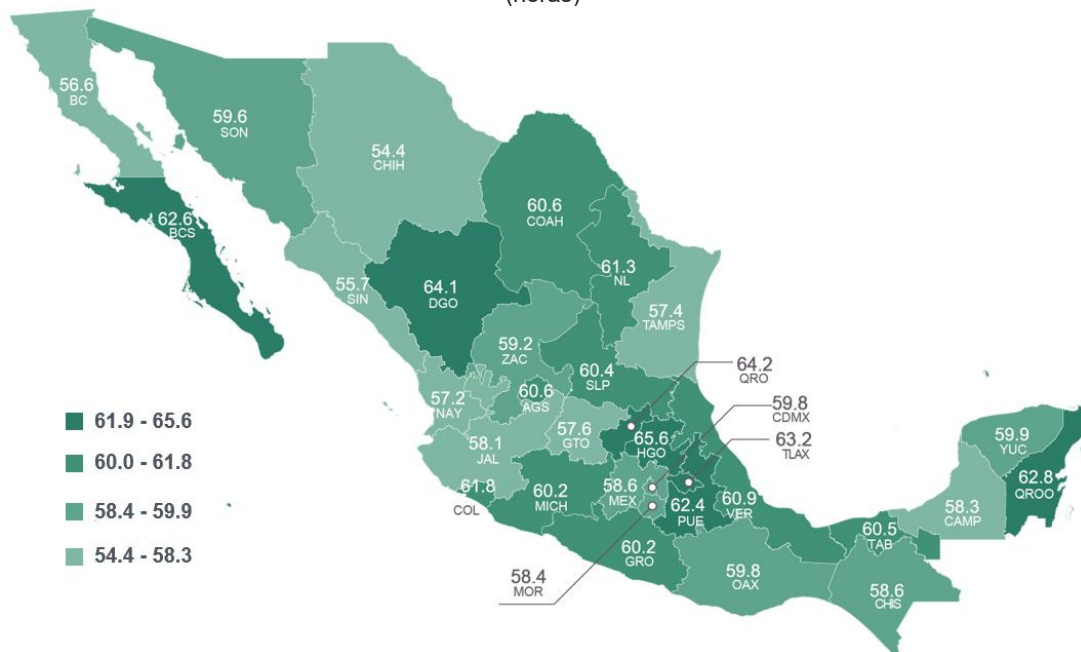 (horas)
56.6
BC
59.6
SON
54.4
CHIH
60.6
COAH
62.6
BCS
61.3
NL
55.7
SIN
64.1
DGO
57.4
TAMPS
59.2
ZAC
60.4
SLP
64.2
QRO
57.2
NAY
60.6
AGS
59.8
CDMX
57.6
GTO
65.6
HGO
63.2
TLAX
58.1
JAL
59.9
YUC
61.8
COL
60.2
MICH
58.6
MEX
62.4
PUE
60.9
VER
62.8
QROO
58.3
CAMP
60.5
TAB
60.2
GRO
59.8
OAX
58.6
CHIS
58.4
MOR
61.9 - 65.6
60.0 - 61.8
58.4 - 59.9
54.4 - 58.3